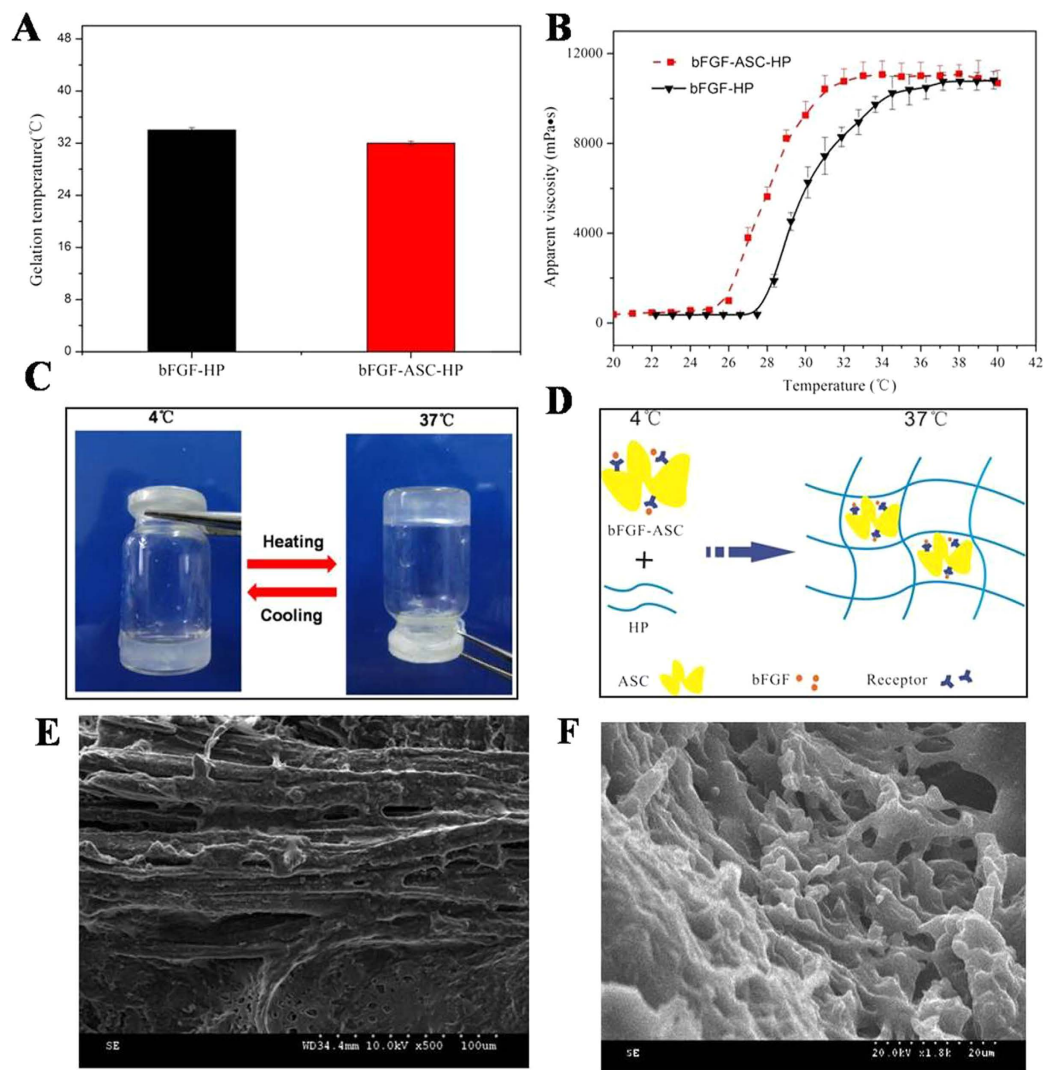 A
Gelation temperature(℃)
48
40
32
24
16
8
0
bFGF-HP
bFGF-ASC-HP
B
Apparent viscosity (mPa•s)
12000
9000
6000
3000
0
bFGF-ASC-HP
bFGF-HP
20 22 24 26 28 30 32 34 36 38 40 42
Temperature (℃)
C
4℃
37℃
Heating
Cooling
D
4℃
37℃
bFGF-ASC
+
HP
ASC
bFGF
Receptor
E
SE
WD34.4mm 10.0kV x500 100um
F
SE
20.0kV x1.8k 20um